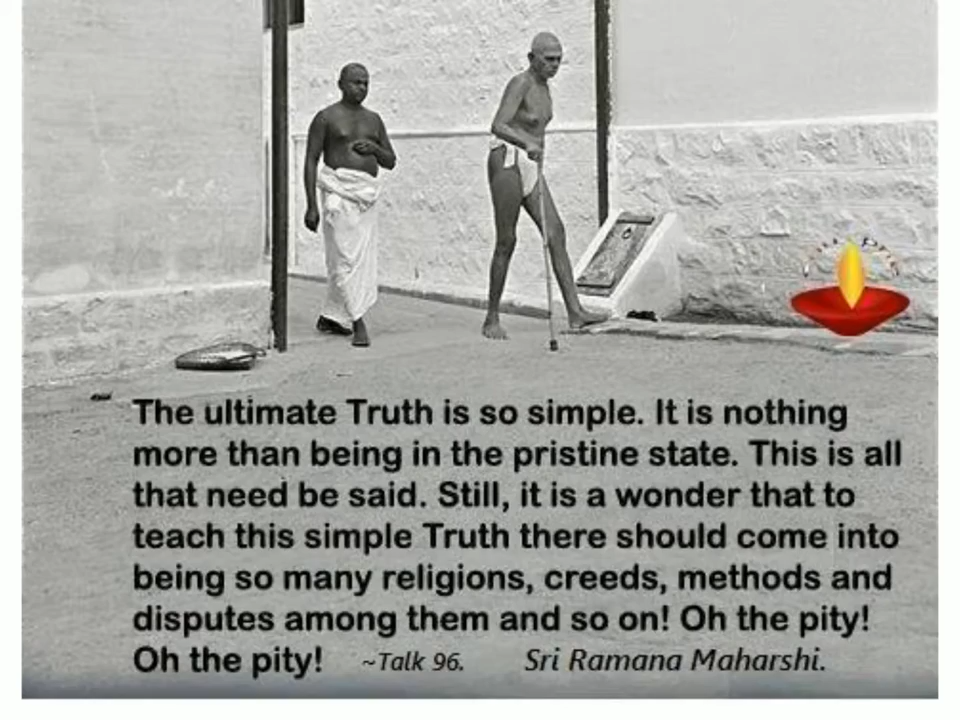 The ultimate Truth is so simple. It is nothing
more than being in the pristine state. This is all
that need be said. Still, it is a wonder that to
teach this simple Truth there should come into
being so many religions, creeds, methods and
disputes among them and so on! Oh the pity!
Oh the pity! ~Talk 96. Sri Ramana Maharshi.